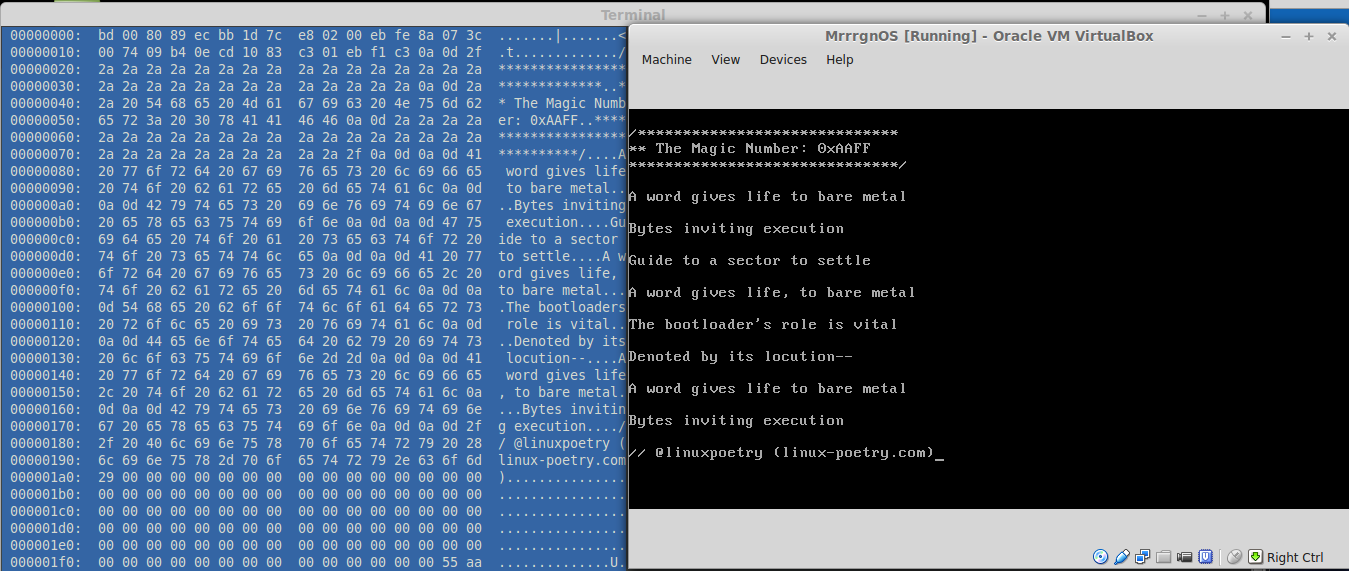 Terminal
00000000: bd 00 80 89 ec bb 1d 7c e8 02 00 eb fe 8a 07 3c .......|.......<
00000010: 00 74 09 b4 0e cd 10 83 c3 01 eb f1 c3 0a 0d 2f .t............./
00000020: 2a 2a 2a 2a 2a 2a 2a 2a 2a 2a 2a 2a 2a 2a 2a 2a ****************
00000030: 2a 2a 2a 2a 2a 2a 2a 2a 2a 2a 2a 2a 2a 0a 0d 2a *************..*
00000040: 2a 20 54 68 65 20 4d 61 67 69 63 20 4e 75 6d 62 * The Magic Numb
00000050: 65 72 3a 20 30 78 41 41 46 46 0a 0d 2a 2a 2a 2a er: 0xAAFF..****
00000060: 2a 2a 2a 2a 2a 2a 2a 2a 2a 2a 2a 2a 2a 2a 2a 2a ****************
00000070: 2a 2a 2a 2a 2a 2a 2a 2a 2a 2a 2f 0a 0d 0a 0d 41 **********/....A
00000080: 20 77 6f 72 64 20 67 69 76 65 73 20 6c 69 66 65 word gives life
00000090: 20 74 6f 20 62 61 72 65 20 6d 65 74 61 6c 0a 0d to bare metal..
000000a0: 0a 0d 42 79 74 65 73 20 69 6e 76 69 74 69 6e 67 ..Bytes inviting
000000b0: 20 65 78 65 63 75 74 69 6f 6e 0a 0d 0a 0d 47 75 execution....Gu
000000c0: 69 64 65 20 74 6f 20 61 20 73 65 63 74 6f 72 20 ide to a sector
000000d0: 74 6f 20 73 65 74 74 6c 65 0a 0d 0a 0d 41 20 77 to settle....A w
000000e0: 6f 72 64 20 67 69 76 65 73 20 6c 69 66 65 2c 20 ord gives life,
000000f0: 74 6f 20 62 61 72 65 20 6d 65 74 61 6c 0a 0d 0a to bare metal...
00000100: 0d 54 68 65 20 62 6f 6f 74 6c 6f 61 64 65 72 73 .The bootloaders
00000110: 20 72 6f 6c 65 20 69 73 20 76 69 74 61 6c 0a 0d role is vital..
00000120: 0a 0d 44 65 6e 6f 74 65 64 20 62 79 20 69 74 73 ..Denoted by its
00000130: 20 6c 6f 63 75 74 69 6f 6e 2d 2d 0a 0d 0a 0d 41 locution--....A
00000140: 20 77 6f 72 64 20 67 69 76 65 73 20 6c 69 66 65 word gives life
00000150: 2c 20 74 6f 20 62 61 72 65 20 6d 65 74 61 6c 0a , to bare metal.
00000160: 0d 0a 0d 42 79 74 65 73 20 69 6e 76 69 74 69 6e ...Bytes invitin
00000170: 67 20 65 78 65 63 75 74 69 6f 6e 0a 0d 0a 0d 2f g execution..../
00000180: 2f 20 40 6c 69 6e 75 78 70 6f 65 74 72 79 20 28 / @linuxpoetry (
00000190: 6c 69 6e 75 78 2d 70 6f 65 74 72 79 2e 63 6f 6d linux-poetry.com
000001a0: 29 00 00 00 00 00 00 00 00 00 00 00 00 00 00 00 )...............
000001b0: 00 00 00 00 00 00 00 00 00 00 00 00 00 00 00 00 ................
000001c0: 00 00 00 00 00 00 00 00 00 00 00 00 00 00 00 00 ................
000001d0: 00 00 00 00 00 00 00 00 00 00 00 00 00 00 00 00 ................
000001e0: 00 00 00 00 00 00 00 00 00 00 00 00 00 00 00 00 ................
000001f0: 00 00 00 00 00 00 00 00 00 00 00 00 00 00 55 aa ..............U.
MrrrgnOS [Running] - Oracle VM VirtualBox
Machine View Devices Help
/*****************************
** The Magic Number: 0xAAFF
******************************/
A word gives life to bare metal
Bytes inviting execution
Guide to a sector to settle
A word gives life, to bare metal
The bootloader's role is vital
Denoted by its locution--
A word gives life to bare metal
Bytes inviting execution
// @linuxpoetry (linux-poetry.com)_
Right Ctrl